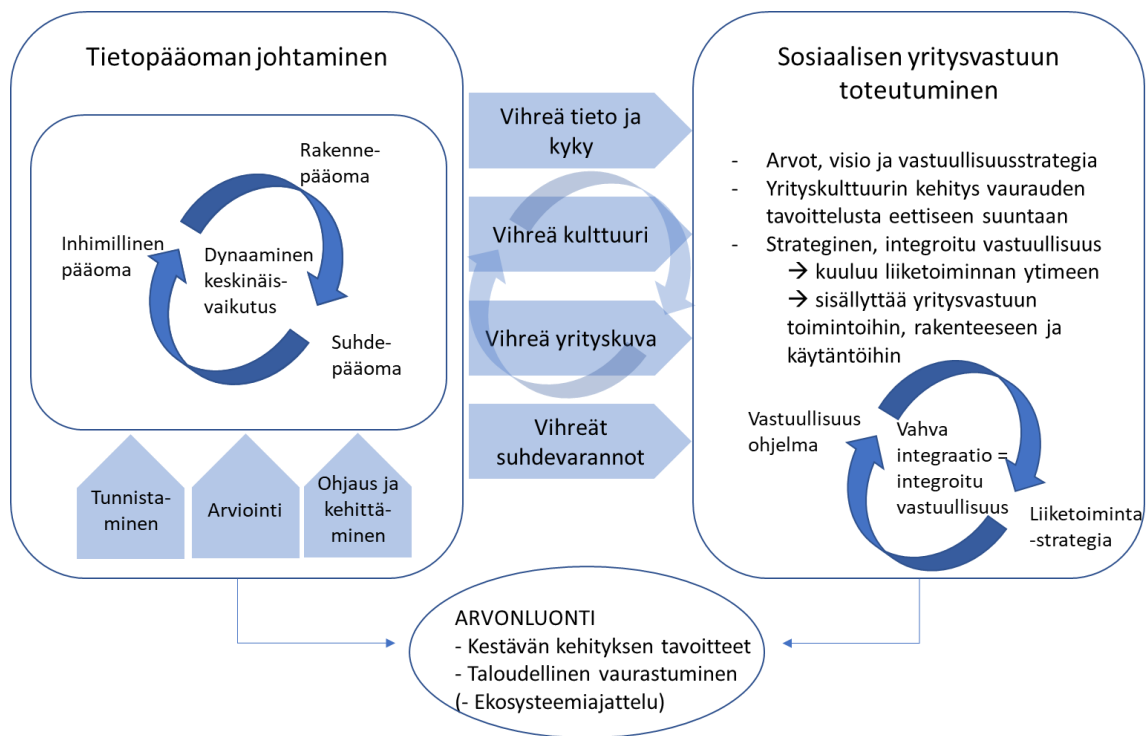 Tietopääoman johtaminen
Rakenne-
pääoma
Inhimillinen
pääoma
Dynaaminen
keskinäis-
vaikutus
Suhde-
pääoma
Tunnista-
minen
Arviointi
Ohjaus ja
kehittä-
minen
Vihreä tieto ja
kyky
Vihreä kulttuuri
Vihreä yrityskuva
Vihreät
suhdevarannot
Sosiaalisen yritysvastuun
toteutuminen
- Arvot, visio ja vastuullisuusstrategia
- Yrityskulttuurin kehitys vaurauden
tavoittelusta eettiseen suuntaan
- Strateginen, integroitu vastuullisuus
→ kuuluu liiketoiminnan ytimeen
→ sisällyttää yritysvastuun
toimintoihin, rakenteeseen ja
käytäntöihin
Vastuullisuus
ohjelma
Vahva
integraatio =
integroitu
vastuullisuus
Liiketoiminta
-strategia
ARVONLUONTI
- Kestävän kehityksen tavoitteet
- Taloudellinen vaurastuminen
(- Ekosysteemiajattelu)